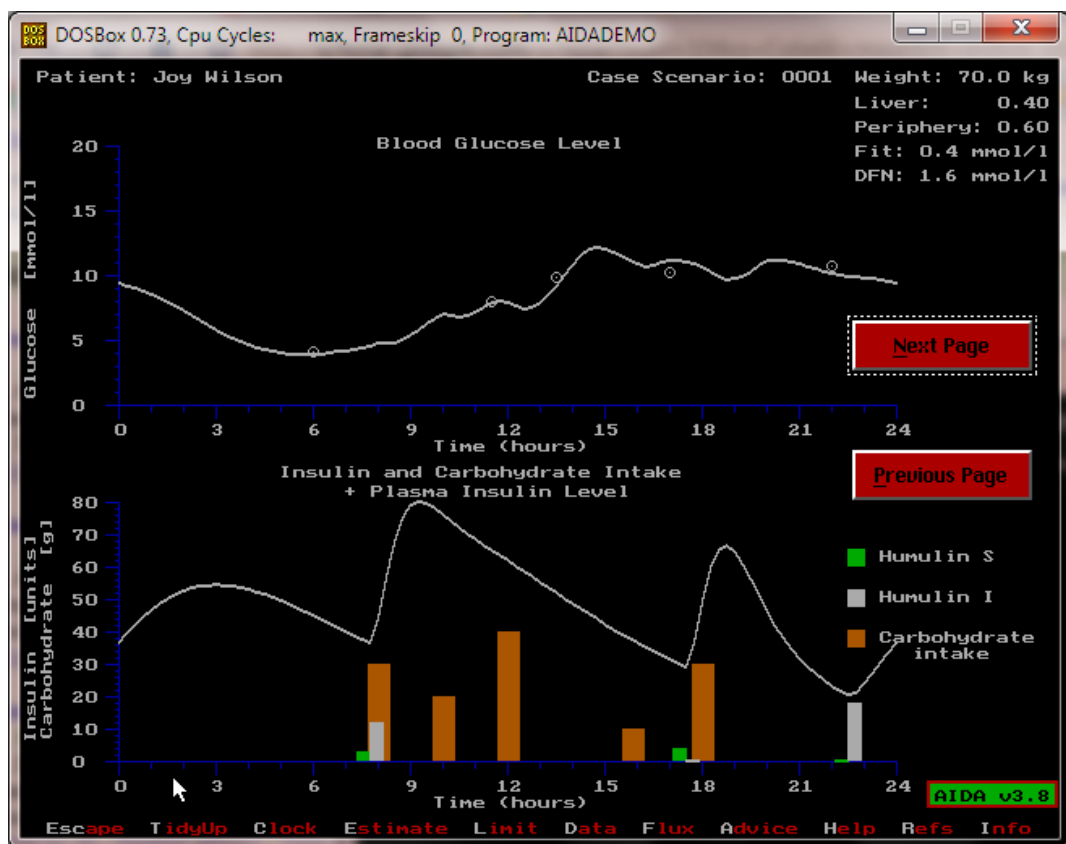 DOS BOX DOSBox 0.73, Cpu Cycles: max, Frameskip 0, Program: AIDADEMO
Patient: Joy Wilson Case Scenario: 0001 Weight: 70.0 kg
Liver: 0.40
Periphery: 0.60
Fit: 0.4 mmol/l
DFN: 1.6 mmol/l
Blood Glucose Level
Glucose [mmol/l]
20
15
10
5
0
0 3 6 9 12 15 18 21 24
Time (hours)
Next Page
Previous Page
Insulin and Carbohydrate Intake
+ Plasma Insulin Level
Insulin [units]
Carbohydrate [g]
80
70
60
50
40
30
20
10
0
0 3 6 9 12 15 18 21 24
Time (hours)
Humulin S
Humulin I
Carbohydrate
intake
AIDA v3.8
Escape TidyUp Clock Estimate Limit Data Flux Advice Help Refs Info